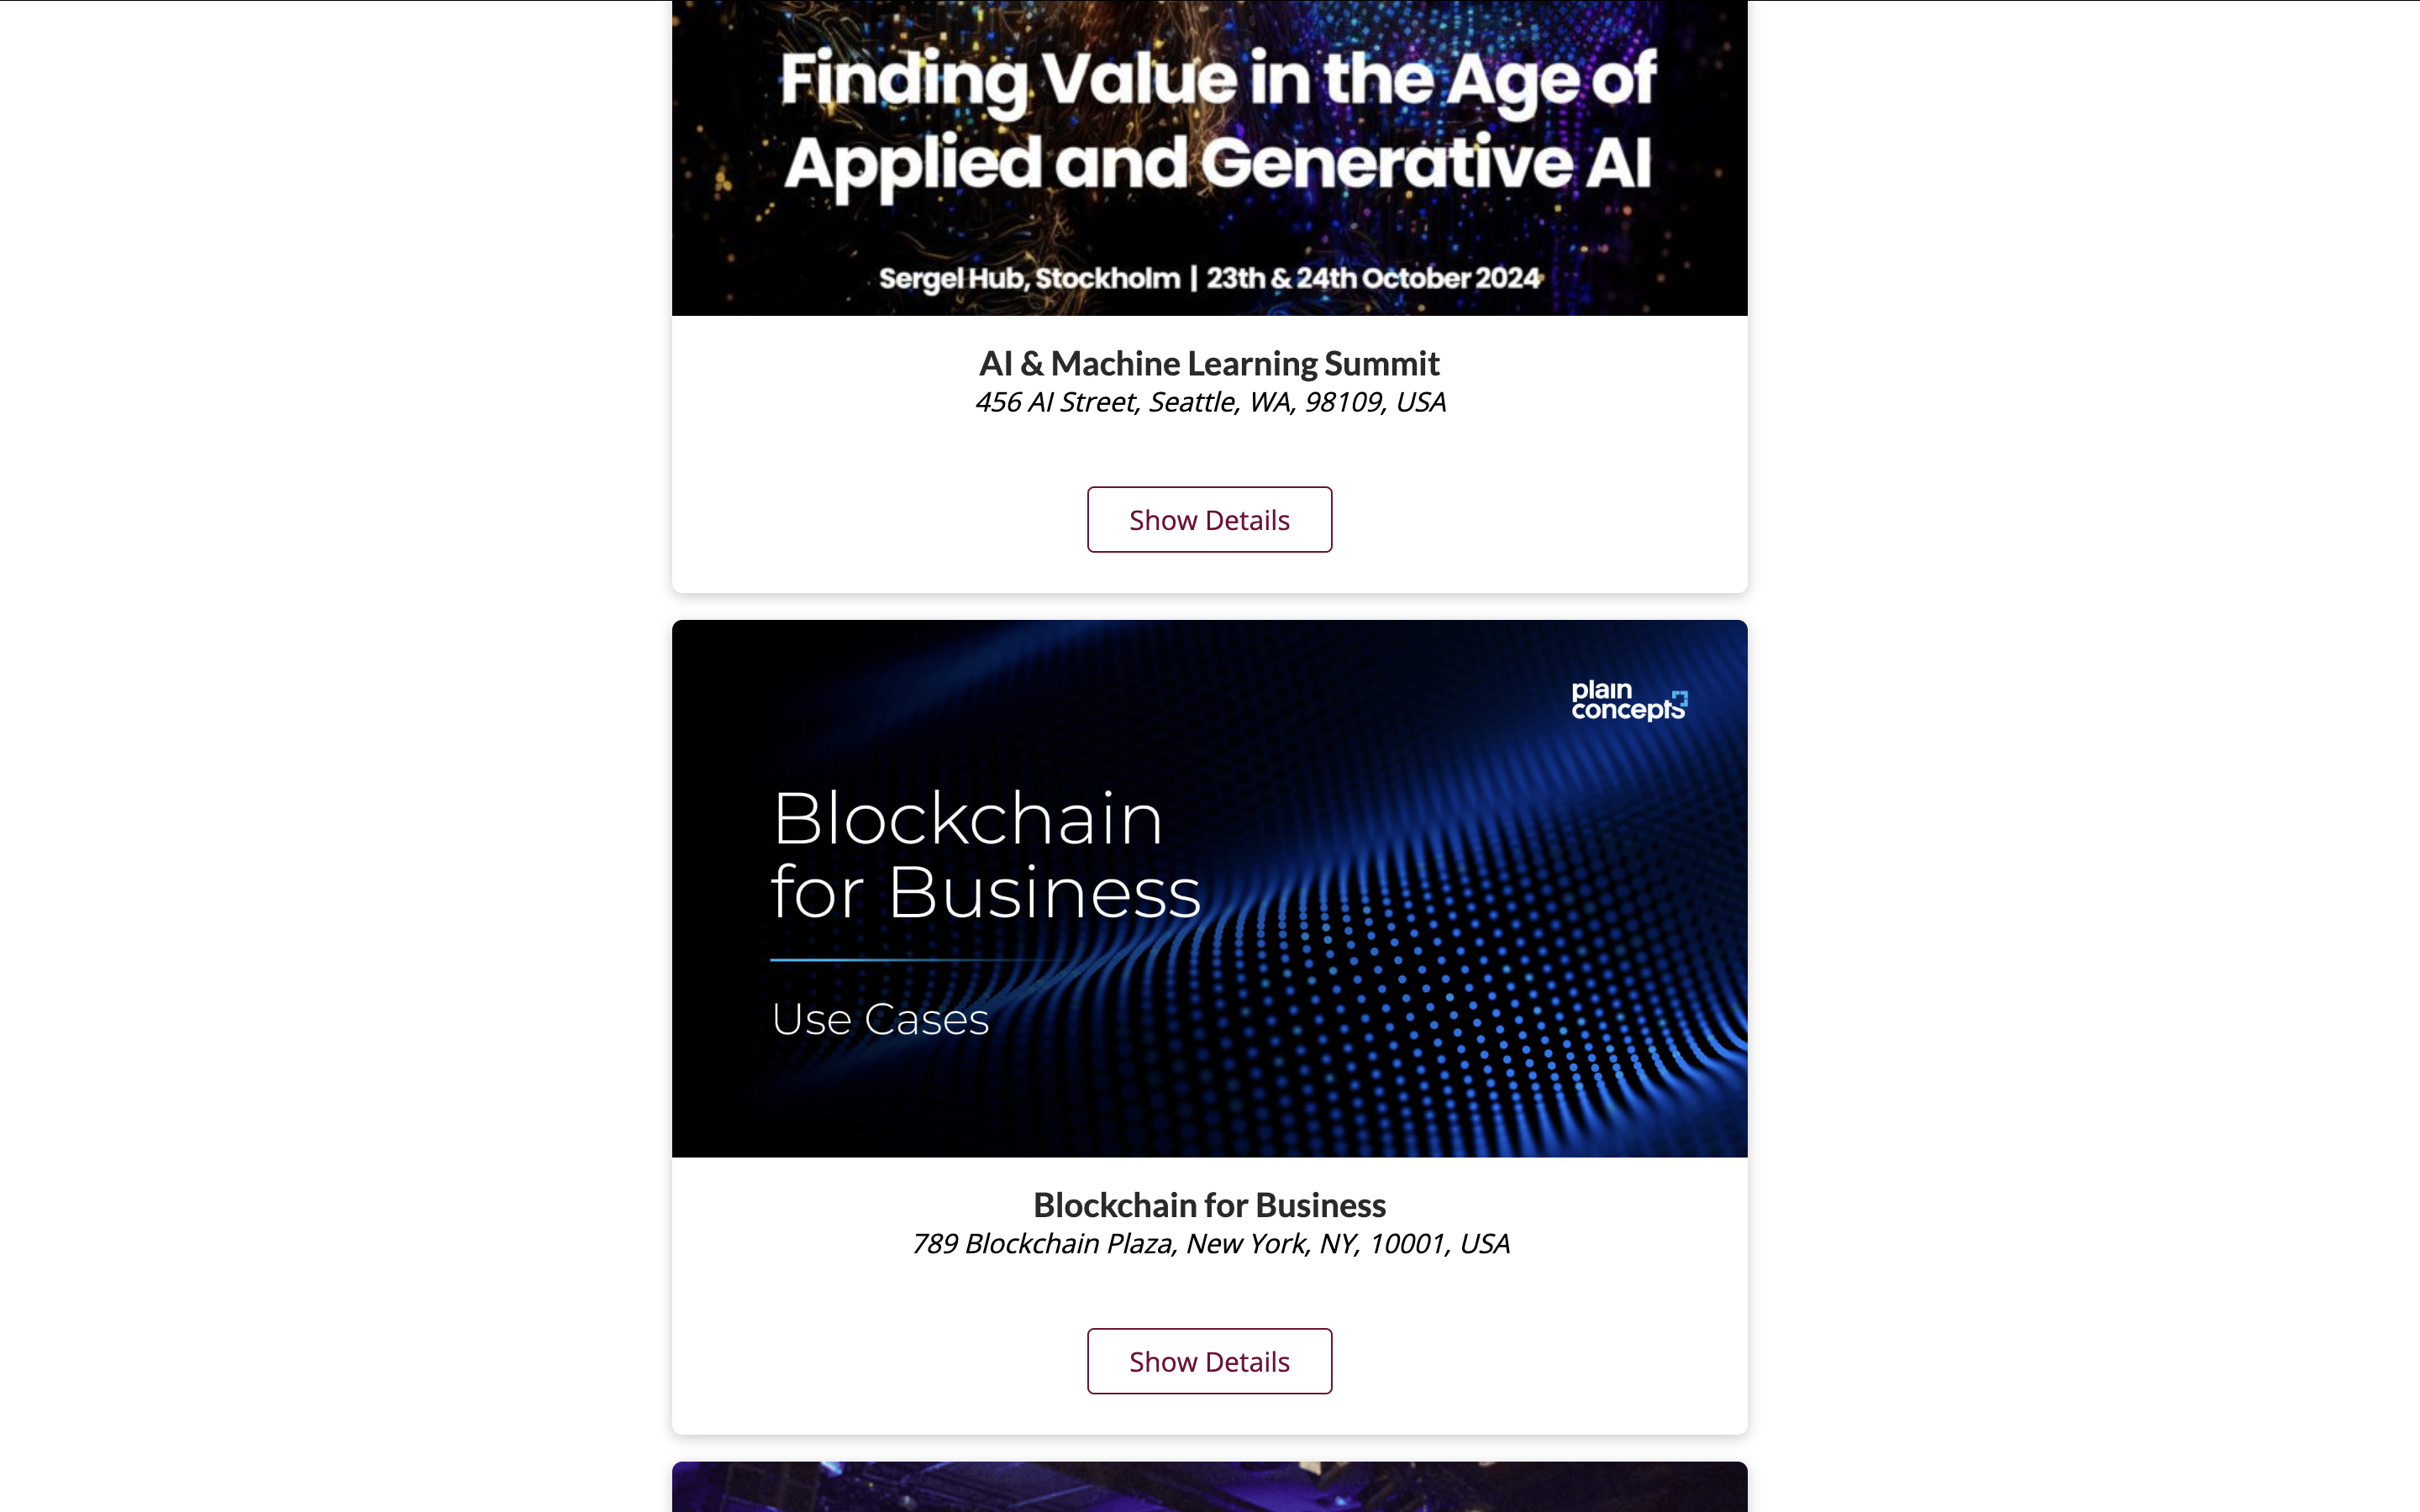 Finding Value in the Age of
Applied and Generative AI
Sergel Hub, Stockholm | 23th & 24th October 2024
AI & Machine Learning Summit
456 AI Street, Seattle, WA, 98109, USA
Show Details
plain
concepts
Blockchain
for Business
Use Cases
Blockchain for Business
789 Blockchain Plaza, New York, NY, 10001, USA
Show Details